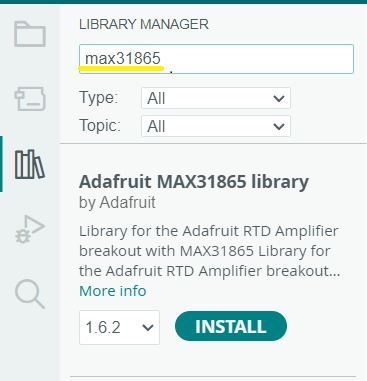 LIBRARY MANAGER
max31865
Type: All
Topic: All
Adafruit MAX31865 library
by Adafruit
Library for the Adafruit RTD Amplifier
breakout with MAX31865 Library for
the Adafruit RTD Amplifier breakout...
More info
1.6.2 INSTALL